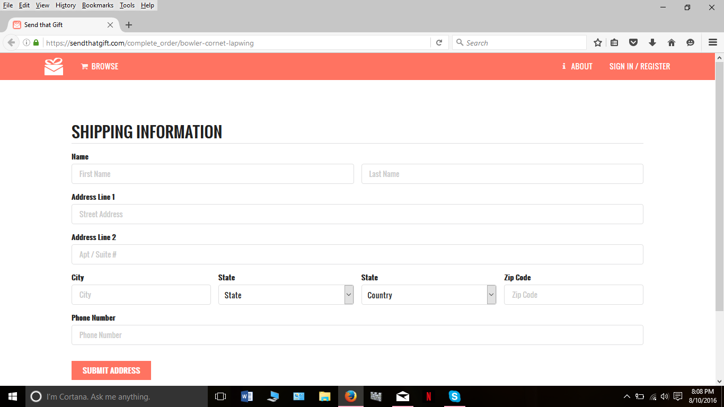 File Edit View History Bookmarks Tools Help
Send that Gift
https://sendthatgift.com/complete_order/bowler-cornet-lapwing
Search
BROWSE
ABOUT
SIGN IN / REGISTER
SHIPPING INFORMATION
Name
First Name
Last Name
Address Line 1
Street Address
Address Line 2
Apt / Suite #
City State State Zip Code
City State Country Zip Code
Phone Number
Phone Number
SUBMIT ADDRESS
I'm Cortana. Ask me anything.
8:08 PM
8/10/2016